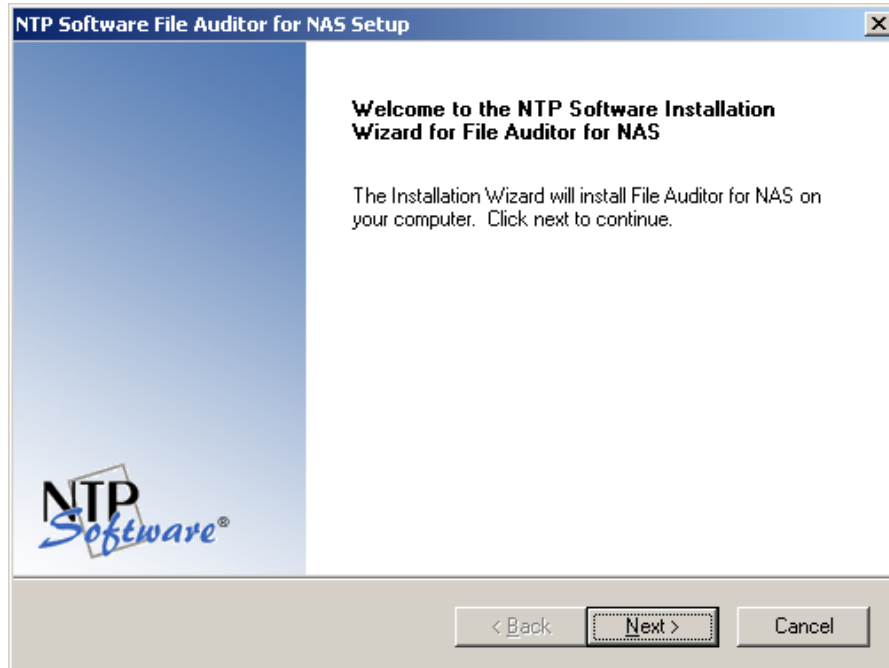 NTP Software File Auditor for NAS Setup
Welcome to the NTP Software Installation
Wizard for File Auditor for NAS
The Installation Wizard will install File Auditor for NAS on
your computer.  Click next to continue.
NTP
Software®
< Back
Next >
Cancel